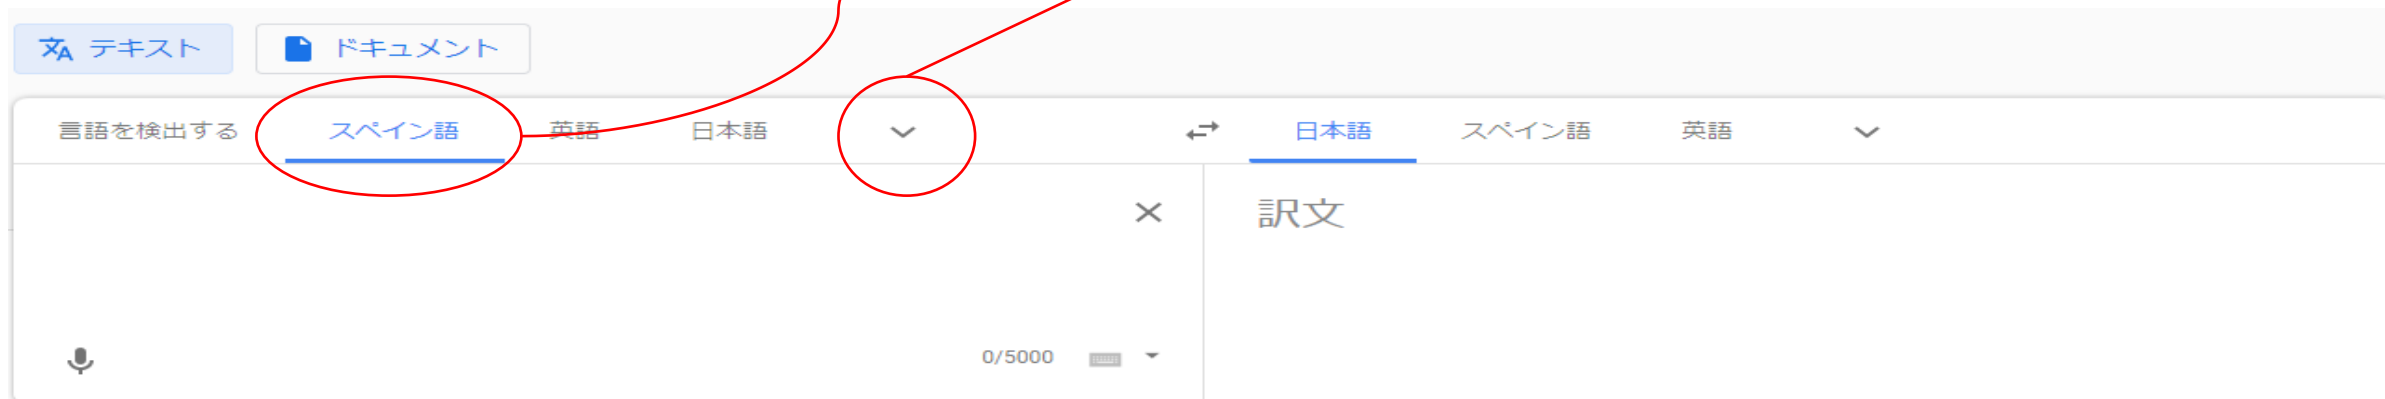 テキスト ドキュメント
言語を検出する スペイン語 英語 日本語 日本語 スペイン語 英語
訳文
0/5000